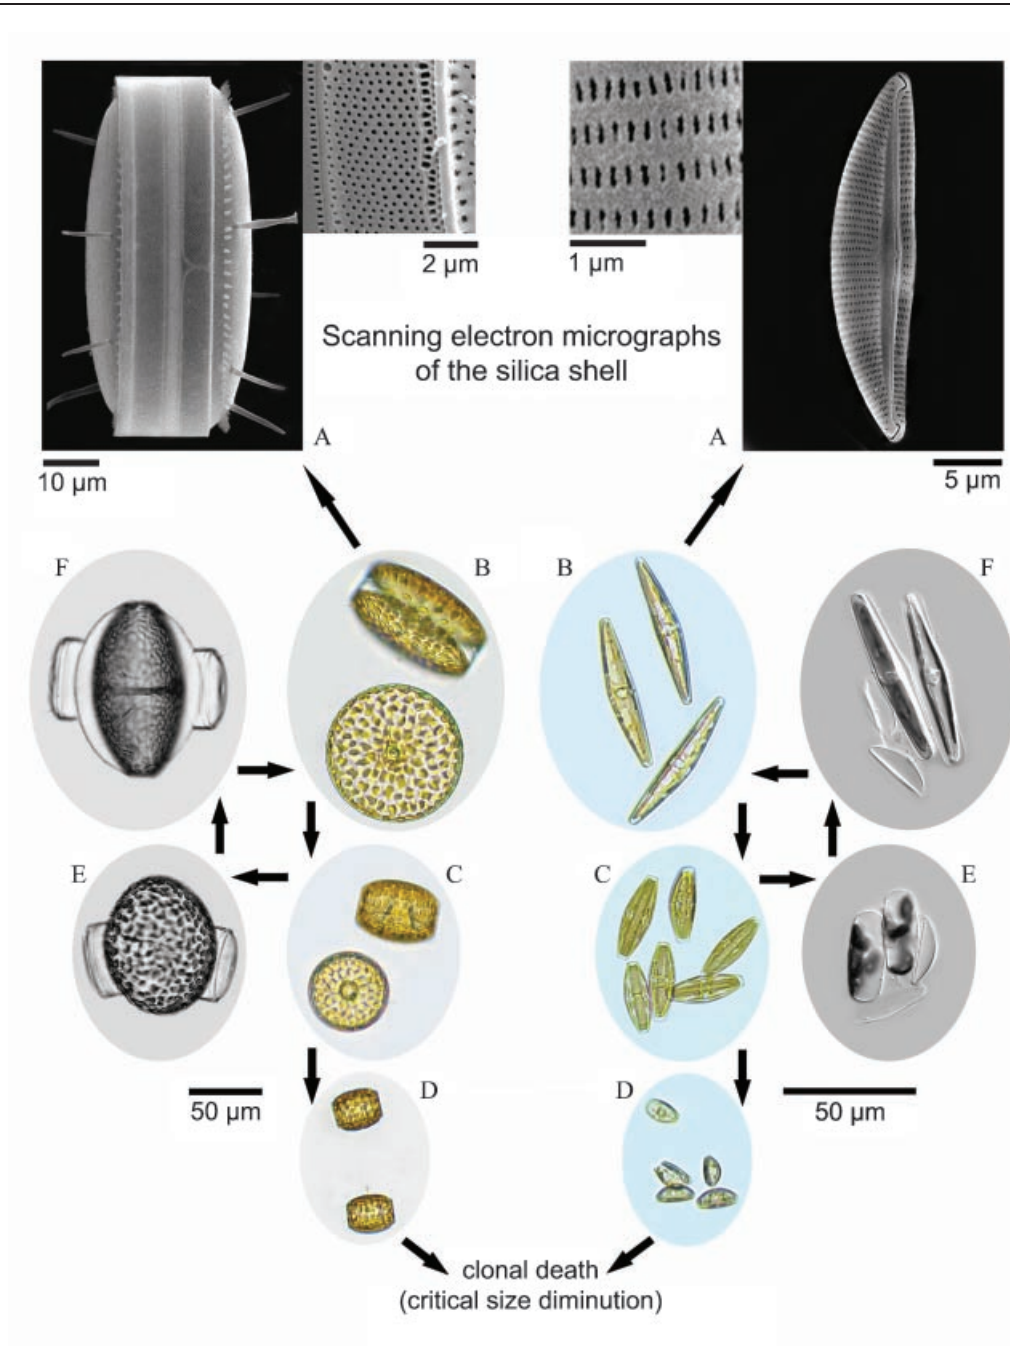 2 µm
1 µm
Scanning electron micrographs
of the silica shell
A
A
10 µm
5 µm
F
B
B
F
E
C
C
E
50 µm
D
D
50 µm
clonal death
(critical size diminution)